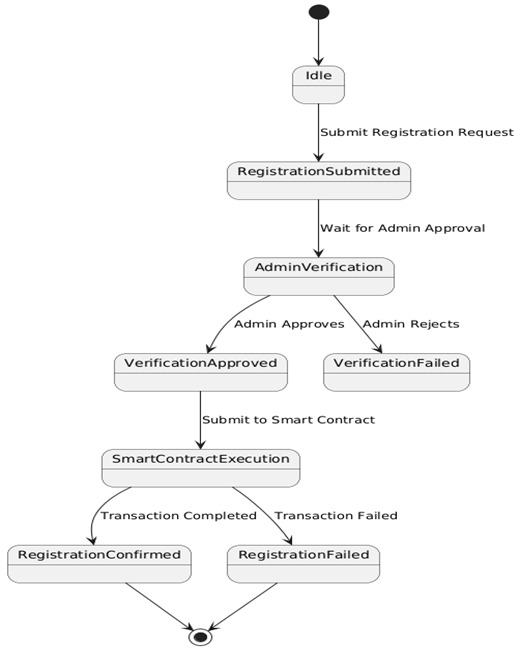 Idle
Submit Registration Request
RegistrationSubmitted
Wait for Admin Approval
AdminVerification
Admin Approves
Admin Rejects
VerificationApproved
VerificationFailed
Submit to Smart Contract
SmartContractExecution
Transaction Completed
Transaction Failed
RegistrationConfirmed
RegistrationFailed